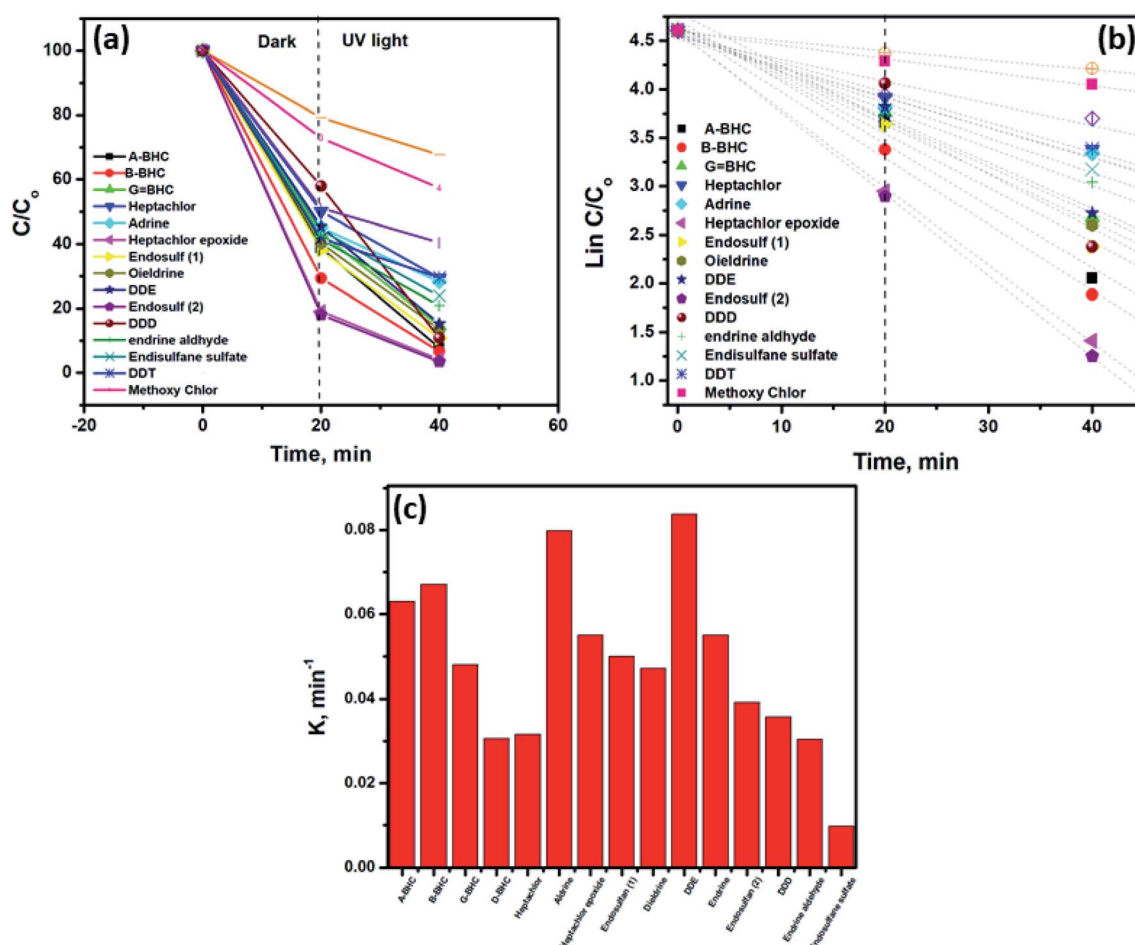 (a)
Dark
UV light
C/Co
100
80
60
40
20
0
A-BHC
B-BHC
G=BHC
Heptachlor
Adrine
Heptachlor epoxide
Endosulf (1)
Oieldrine
DDE
Endosulf (2)
DDD
endrine aldhyde
Endisulfane sulfate
DDT
Methoxy Chlor
-20
0
20
40
60
Time, min
(b)
Lin C/Co
4.5
4.0
3.5
3.0
2.5
2.0
1.5
1.0
A-BHC
B-BHC
G=BHC
Heptachlor
Adrine
Heptachlor epoxide
Endosulf (1)
Oieldrine
DDE
Endosulf (2)
DDD
endrine aldhyde
Endisulfane sulfate
DDT
Methoxy Chlor
0
10
20
30
40
Time, min
(c)
K, min-1
0.08
0.06
0.04
0.02
0.00
A-BHC
B-BHC
G-BHC
D-BHC
Heptachlor
Aldrine
Heptachlor epoxide
Endosulfan (1)
Dieldrine
DDE
Endrine
Endosulfan (2)
DDD
Endrine aldehyde
Endosulfane sulfate